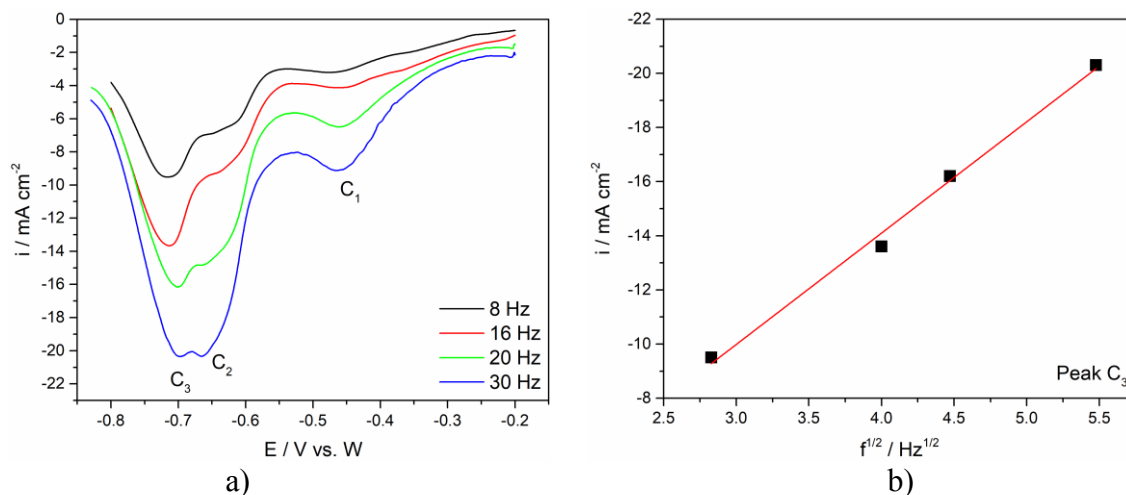 0
-2
-4
-6
-8
-10
-12
-14
-16
-18
-20
-22
i / mA cm⁻²
-0.8 -0.7 -0.6 -0.5 -0.4 -0.3 -0.2
E / V vs. W
C₁
C₂
C₃
8 Hz
16 Hz
20 Hz
30 Hz
a)
-20
-18
-16
-14
-12
-10
-8
i / mA cm⁻²
2.5 3.0 3.5 4.0 4.5 5.0 5.5
f^1/2 / Hz^1/2
Peak C₃
b)